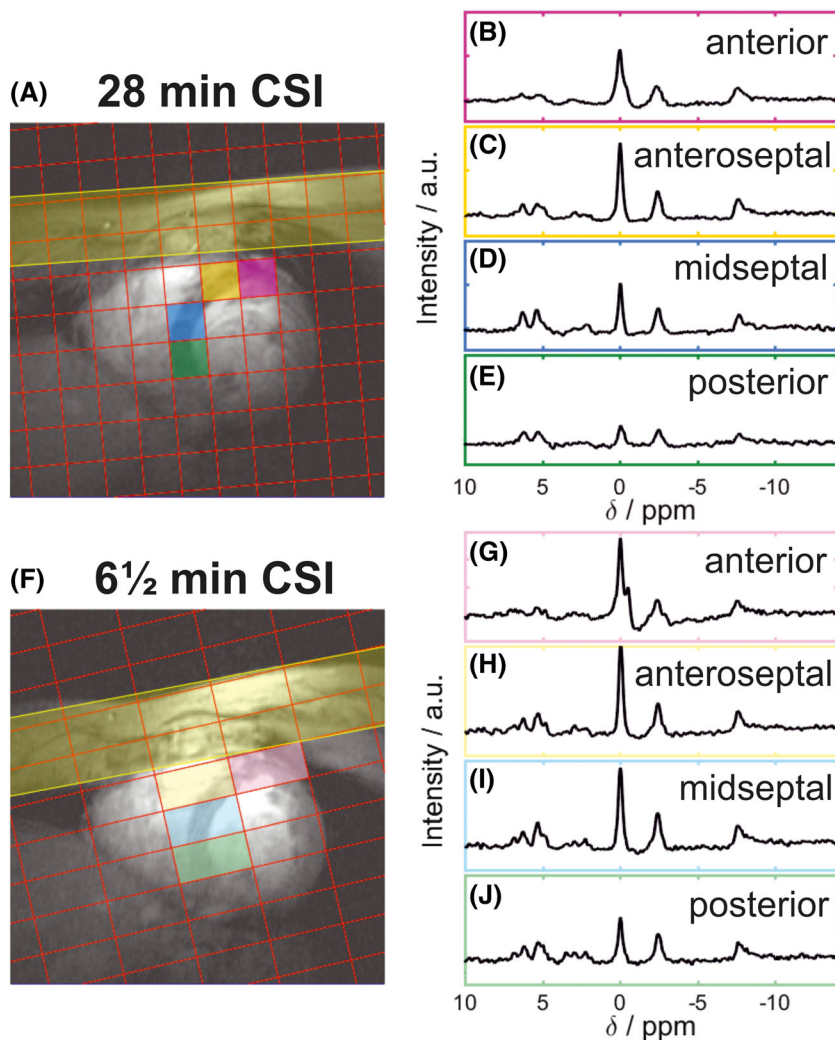 (A) 28 min CSI
Intensity / a.u.
(B) anterior
(C) anteroseptal
(D) midseptal
(E) posterior
10 5 0 -5 -10
δ / ppm
(F) 6½ min CSI
Intensity / a.u.
(G) anterior
(H) anteroseptal
(I) midseptal
(J) posterior
10 5 0 -5 -10
δ / ppm